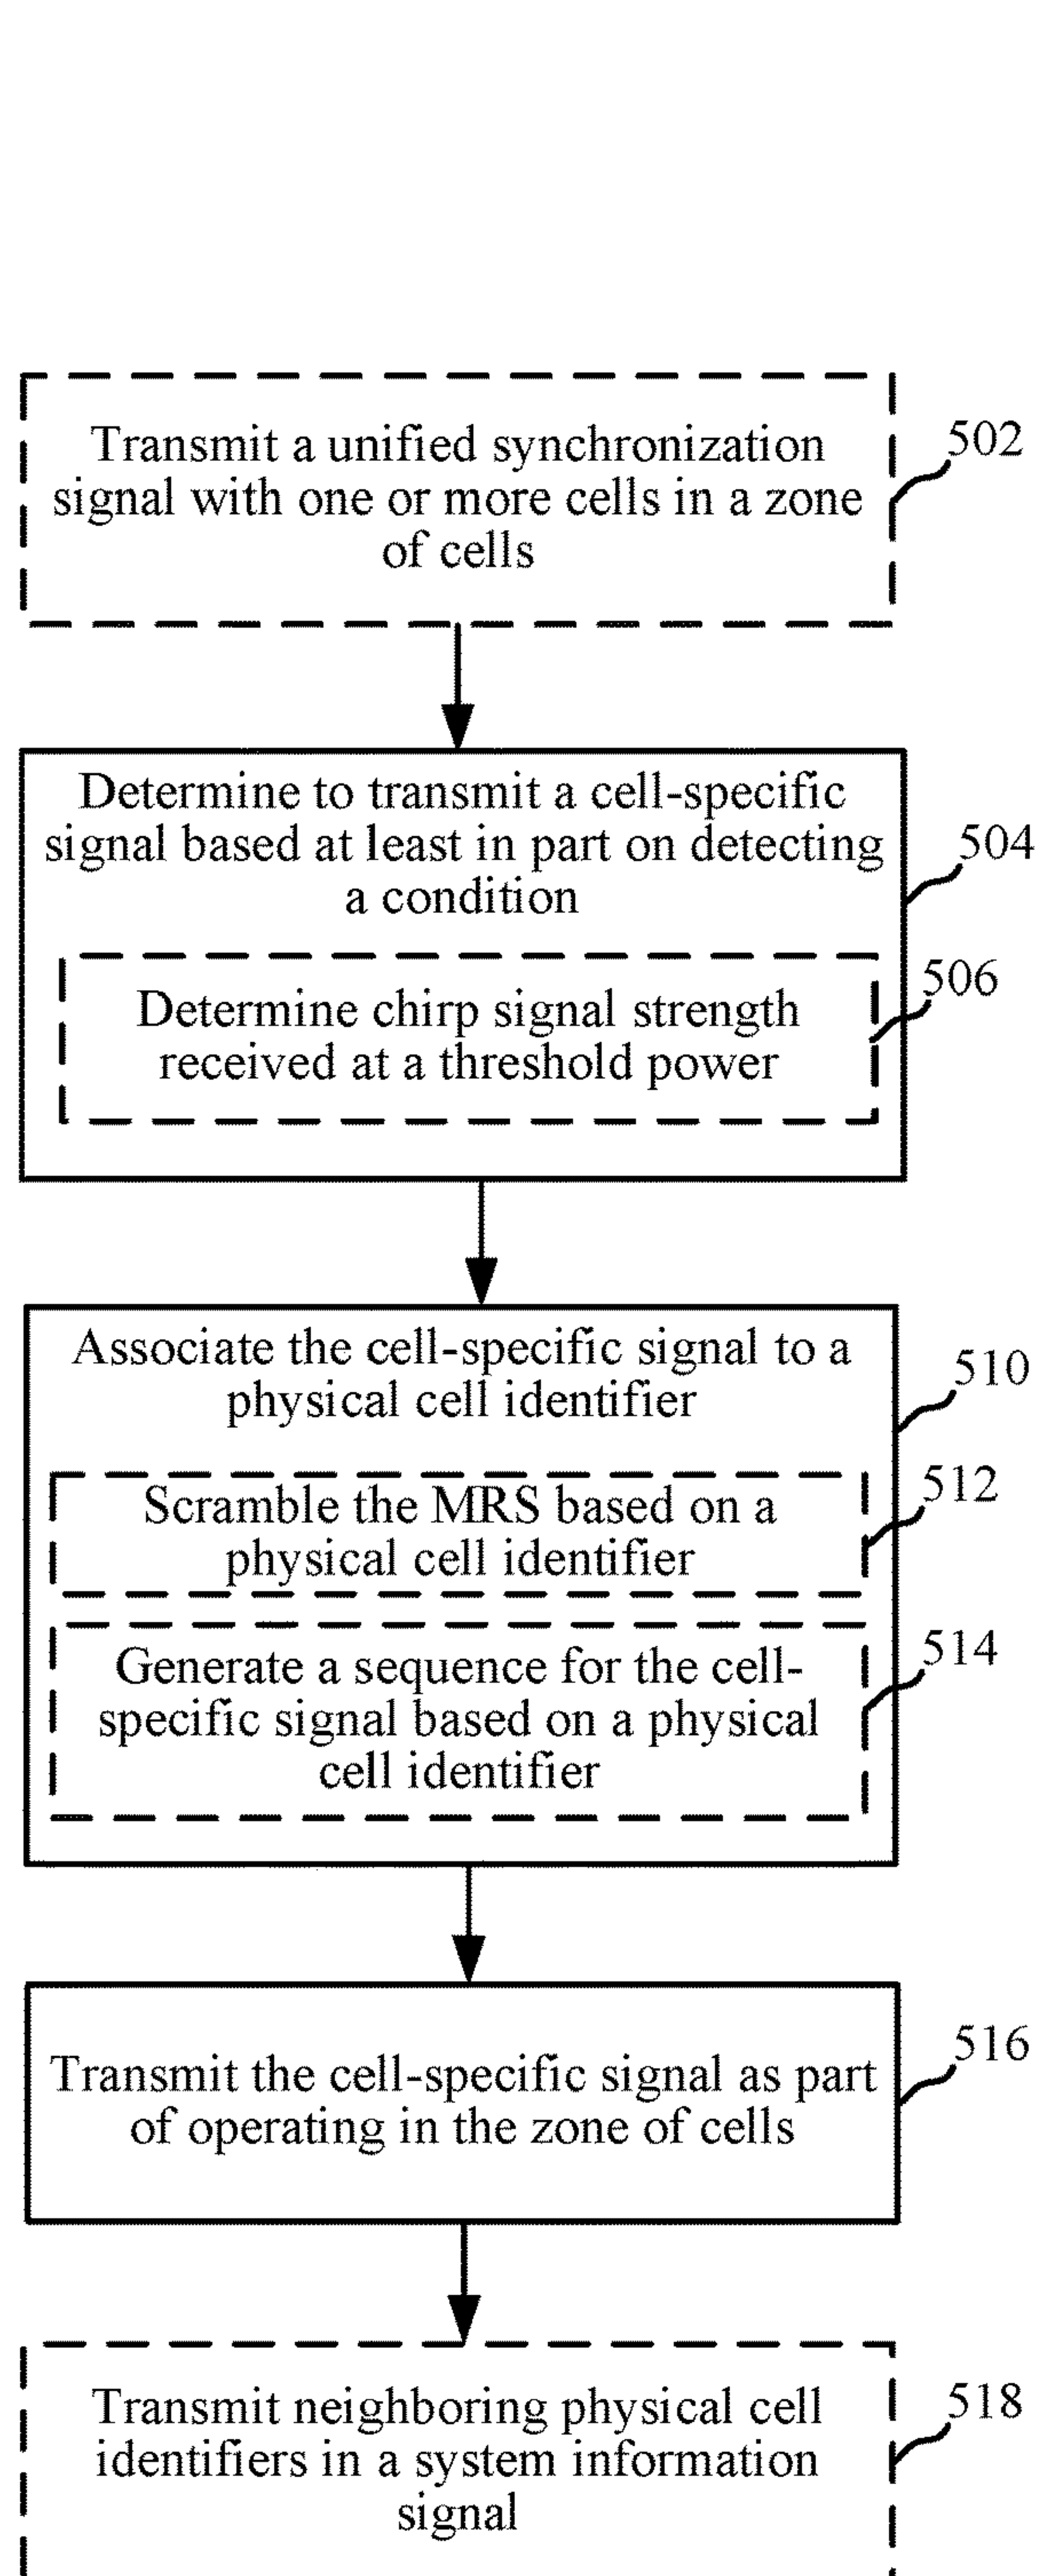 Transmit a unified synchronization
signal with one or more cells in a zone
of cells
502
Determine to transmit a cell-specific
signal based at least in part on detecting
a condition
504
Determine chirp signal strength
received at a threshold power
506
Associate the cell-specific signal to a
physical cell identifier
510
Scramble the MRS based on a
physical cell identifier
512
Generate a sequence for the cell-
specific signal based on a physical
cell identifier
514
Transmit the cell-specific signal as part
of operating in the zone of cells
516
Transmit neighboring physical cell
identifiers in a system information
signal
518